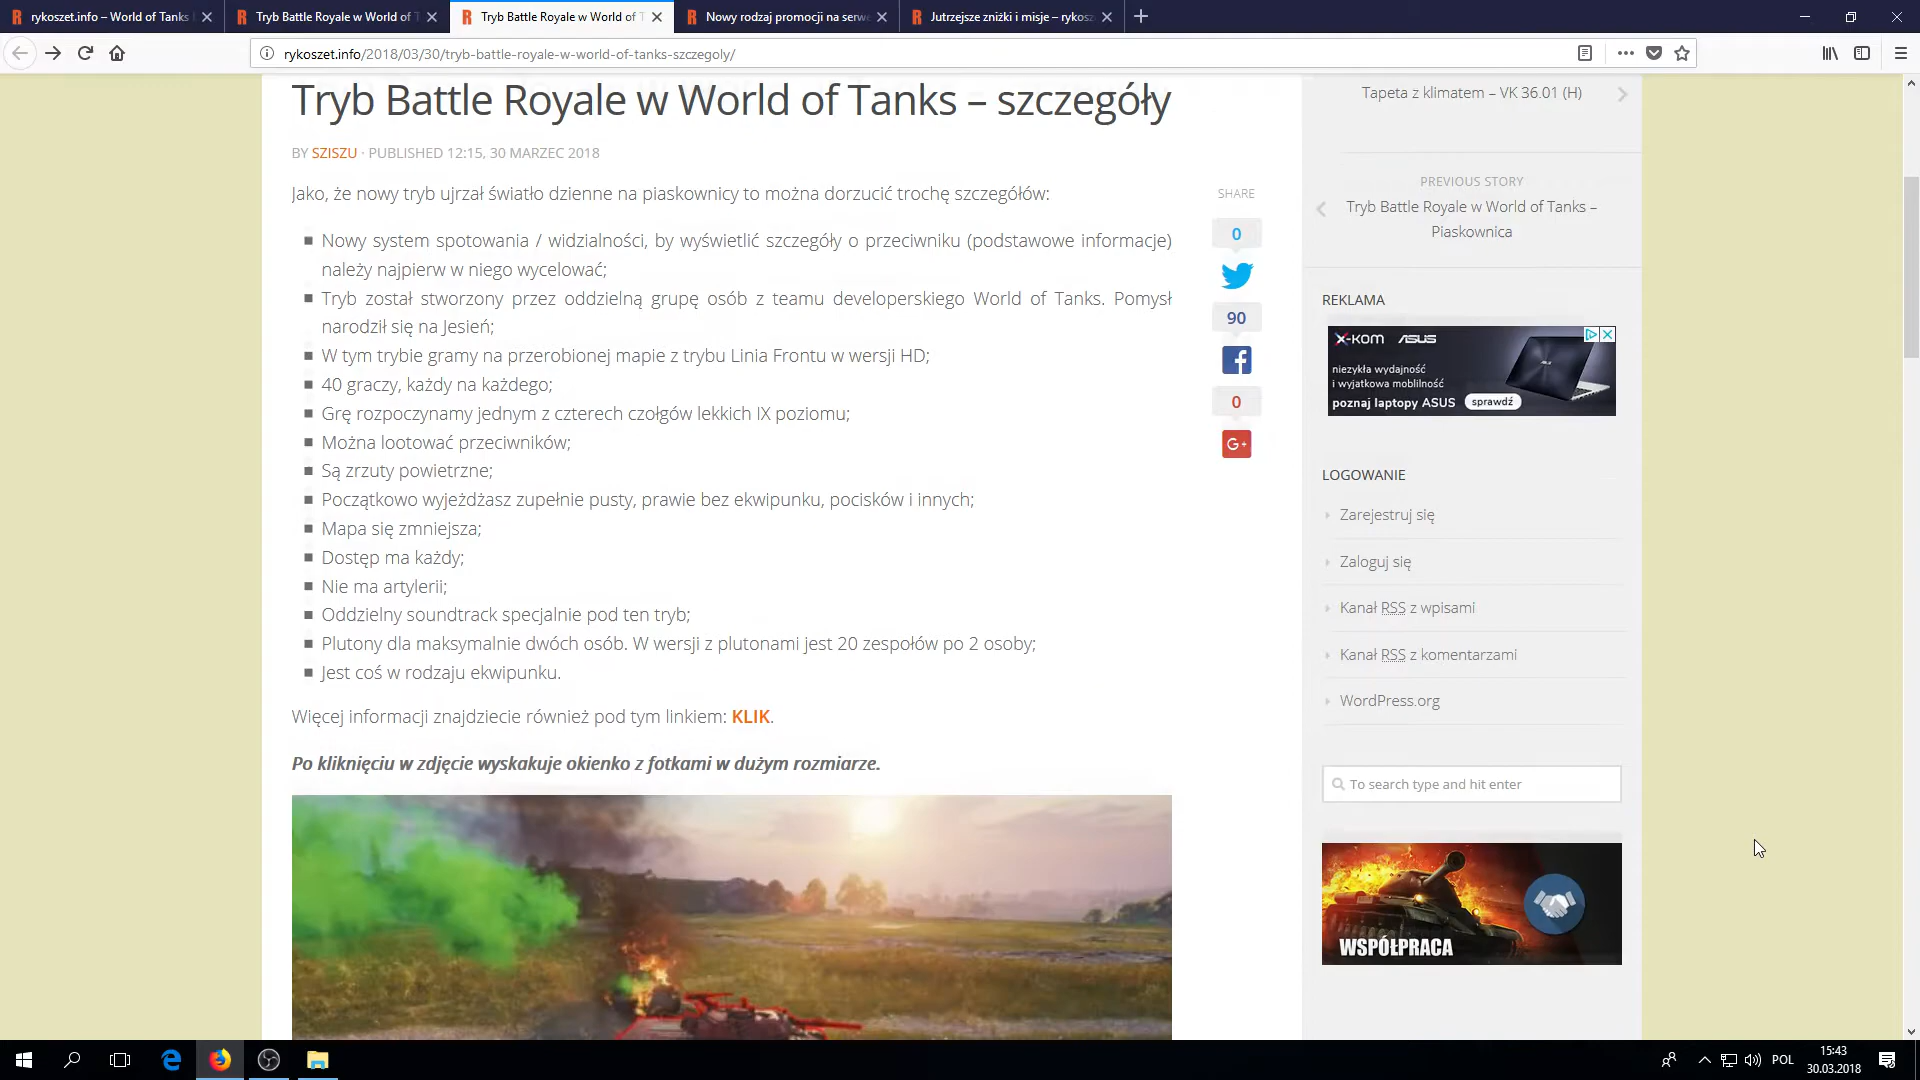 rykoszet.info – World of Tanks
Tryb Battle Royale w World of T
Tryb Battle Royale w World of T
Nowy rodzaj promocji na serwe
Jutrzejsze zniżki i misje – rykosz
rykoszet.info/2018/03/30/tryb-battle-royale-w-world-of-tanks-szczegoly/
Tryb Battle Royale w World of Tanks – szczegóły
BY SZISZU · PUBLISHED 12:15, 30 MARZEC 2018
Jako, że nowy tryb ujrzał światło dzienne na piaskownicy to można dorzucić trochę szczegółów:
Nowy system spotowania / widzialności, by wyświetlić szczegóły o przeciwniku (podstawowe informacje)
należy najpierw w niego wycelować;
Tryb został stworzony przez oddzielną grupę osób z teamu developerskiego World of Tanks. Pomysł
narodził się na Jesień;
W tym trybie gramy na przerobionej mapie z trybu Linia Frontu w wersji HD;
40 graczy, każdy na każdego;
Grę rozpoczynamy jednym z czterech czołgów lekkich IX poziomu;
Można lootować przeciwników;
Są zrzuty powietrzne;
Początkowo wyjeżdżasz zupełnie pusty, prawie bez ekwipunku, pocisków i innych;
Mapa się zmniejsza;
Dostęp ma każdy;
Nie ma artylerii;
Oddzielny soundtrack specjalnie pod ten tryb;
Plutony dla maksymalnie dwóch osób. W wersji z plutonami jest 20 zespołów po 2 osoby;
Jest coś w rodzaju ekwipunku.
Więcej informacji znajdziecie również pod tym linkiem: KLIK.
Po kliknięciu w zdjęcie wyskakuje okienko z fotkami w dużym rozmiarze.
SHARE
0
90
0
G+
Tapeta z klimatem – VK 36.01 (H)
PREVIOUS STORY
Tryb Battle Royale w World of Tanks –
Piaskownica
REKLAMA
X-KOM ASUS
niezykła wydajność
i wyjatkowa moblilność
poznaj laptopy ASUS sprawdź
LOGOWANIE
Zarejestruj się
Zaloguj się
Kanał RSS z wpisami
Kanał RSS z komentarzami
WordPress.org
To search type and hit enter
WSPÓŁPRACA
POL
15:43
30.03.2018